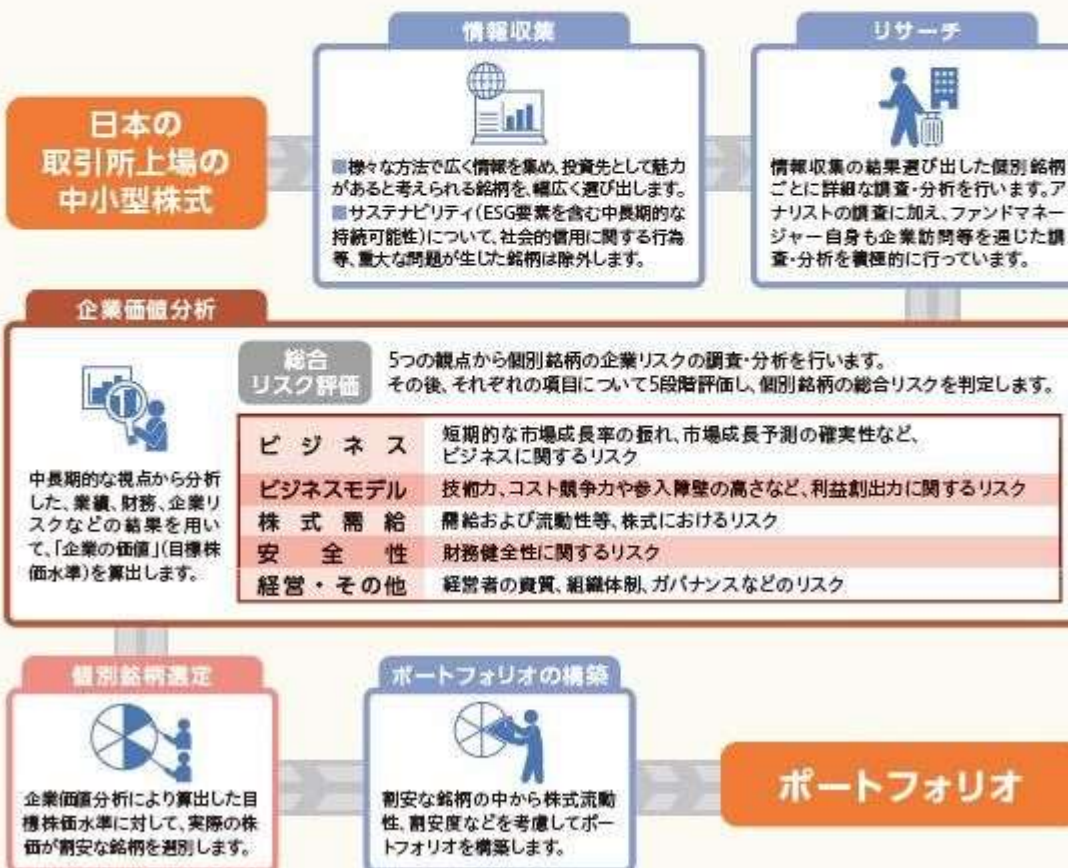 日本の
取引所上場の
中小型株式
情報収集
■様々な方法で広く情報を集め、投資先として魅力
があると考えられる銘柄を、幅広く選び出します。
■サステナビリティ(ESG要素を含む中長期的な
持続可能性)について、社会的信用に関する行為
等、重大な問題が生じた銘柄は除外します。
リサーチ
情報収集の結果選び出した個別銘柄
ごとに詳細な調査・分析を行います。ア
ナリストの調査に加え、ファンドマネー
ジャー自身も企業訪問等を通じた調
査・分析を積極的に行っています。
企業価値分析
1
中長期的な視点から分析
した、業績、財務、企業リ
スクなどの結果を用い
て、「企業の価値」(目標株
価水準)を算出します。
総合
リスク評価
5つの観点から個別銘柄の企業リスクの調査・分析を行います。
その後、それぞれの項目について5段階評価し、個別銘柄の総合リスクを判定します。
ビジネス
短期的な市場成長率の振れ、市場成長予測の確実性など、
ビジネスに関するリスク
ビジネスモデル 技術力、コスト競争力や参入障壁の高さなど、利益創出力に関するリスク
株式需給 需給および流動性等、株式におけるリスク
安全性 財務健全性に関するリスク
経営・その他 経営者の資質、組織体制、ガバナンスなどのリスク
個別銘柄選定
企業価値分析により算出した目
標株価水準に対して、実際の株
価が割安な銘柄を選別します。
ポートフォリオの構築
割安な銘柄の中から株式流動
性、割安度などを考慮してポー
トフォリオを構築します。
ポートフォリオ